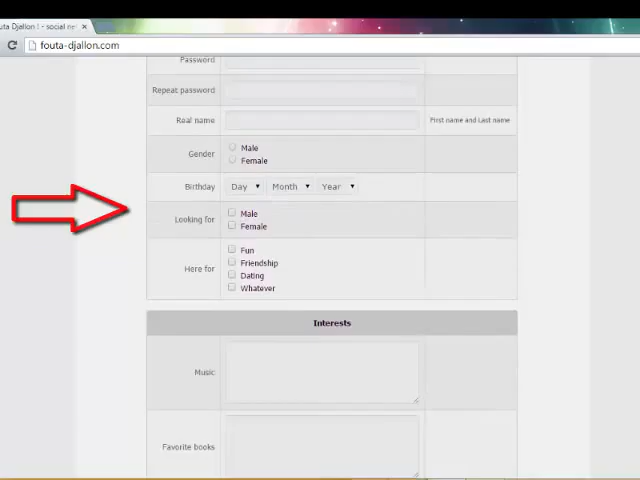 uta Djallon ! - social ne
fouta-djallon.com
Password
Repeat password
Real name
First name and Last name
Gender
Male
Female
Birthday
Day
Month
Year
Looking for
Male
Female
Here for
Fun
Friendship
Dating
Whatever
Interests
Music
Favorite books